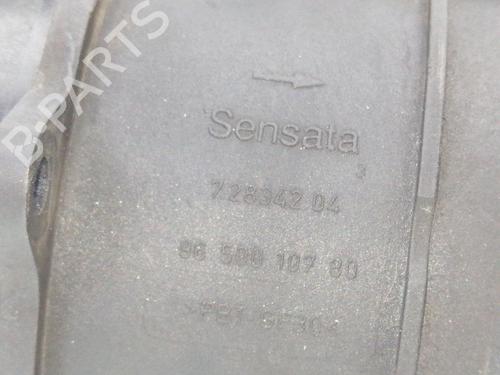 B-PARTS
Sensata
3
728342 04
96 500 107 80
>PBT GF30<